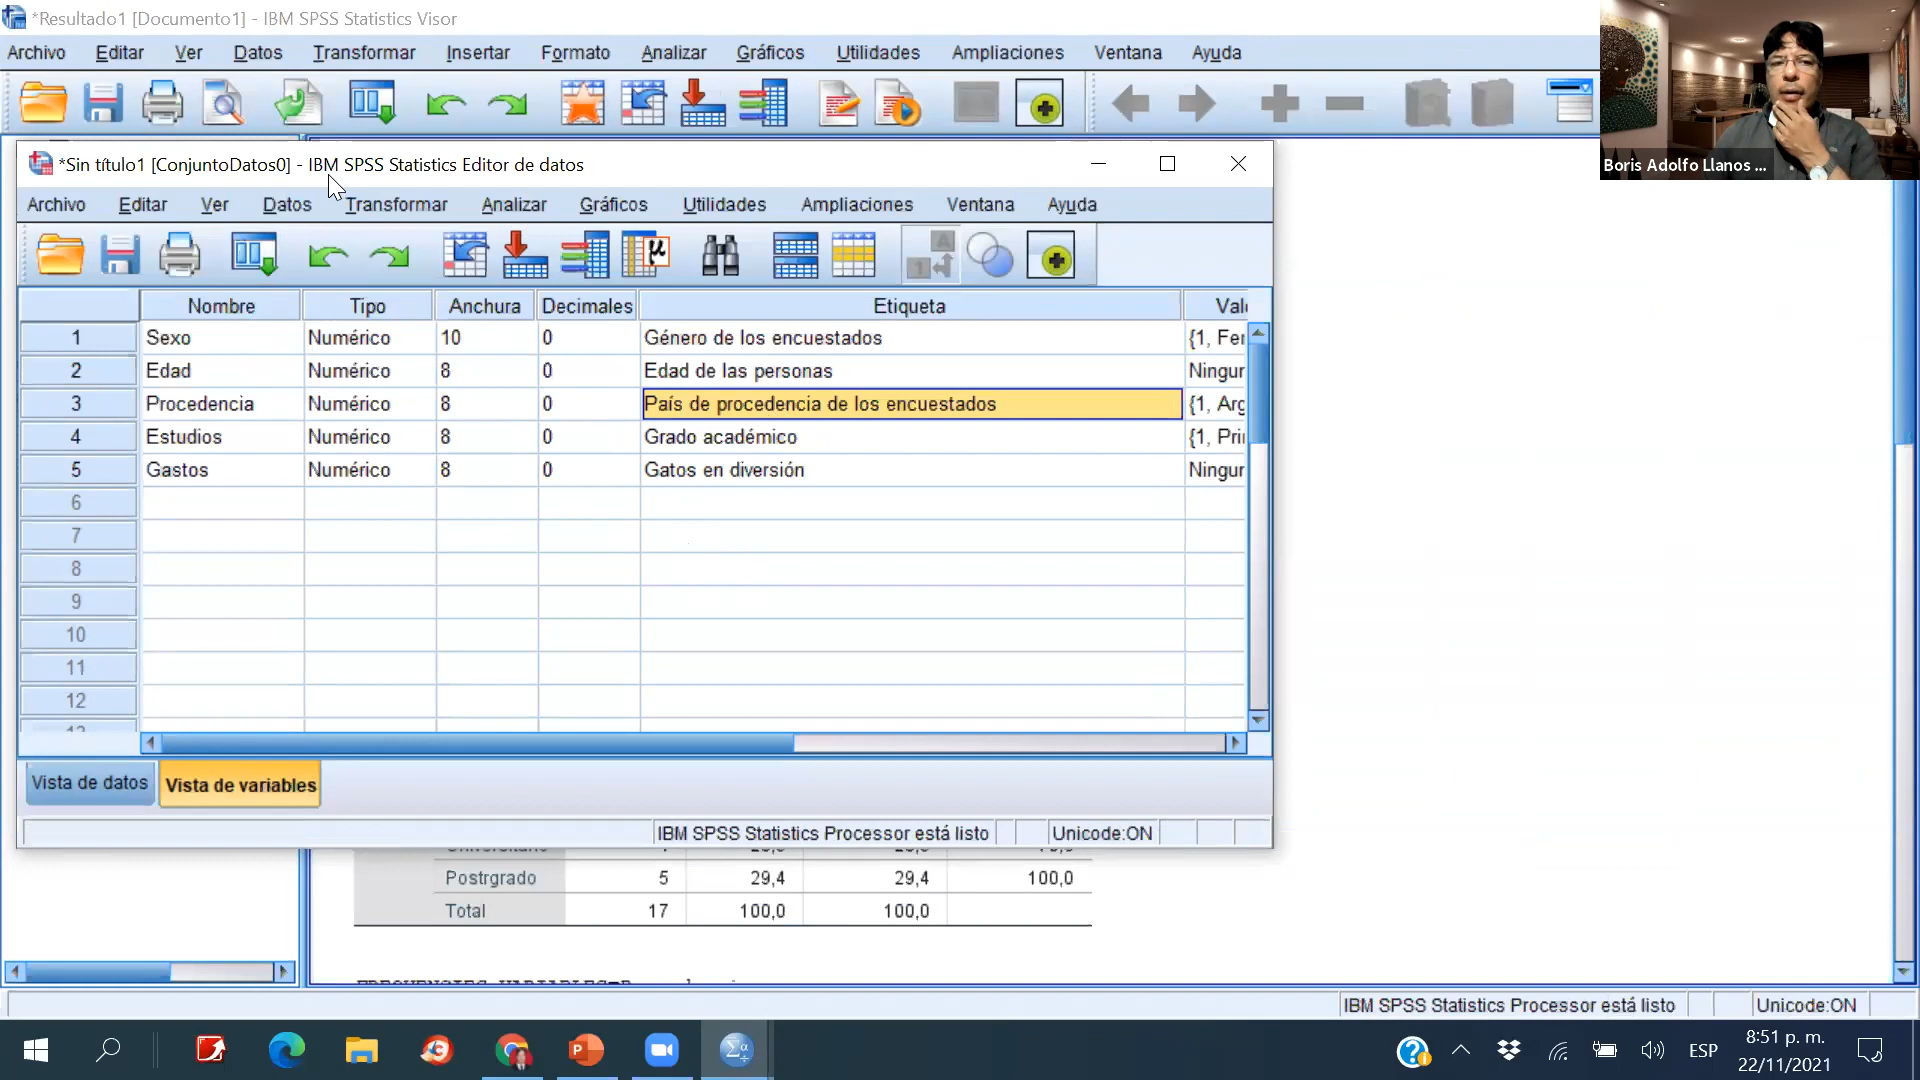 *Resultado1 [Documento1] - IBM SPSS Statistics Visor
Archivo Editar Ver Datos Transformar Insertar Formato Analizar Gráficos Utilidades Ampliaciones Ventana Ayuda
Boris Adolfo Llanos ...
*Sin título1 [ConjuntoDatos0] - IBM SPSS Statistics Editor de datos
Archivo Editar Ver Datos Transformar Analizar Gráficos Utilidades Ampliaciones Ventana Ayuda
Nombre Tipo Anchura Decimales Etiqueta Valo
1 Sexo Numérico 10 0 Género de los encuestados {1, Fer
2 Edad Numérico 8 0 Edad de las personas Ningur
3 Procedencia Numérico 8 0 País de procedencia de los encuestados {1, Arg
4 Estudios Numérico 8 0 Grado académico {1, Pri
5 Gastos Numérico 8 0 Gatos en diversión Ningur
6
7
8
9
10
11
12
13
Vista de datos Vista de variables
IBM SPSS Statistics Processor está listo Unicode:ON
Postrgrado 5 29,4 29,4 100,0
Total 17 100,0 100,0
IBM SPSS Statistics Processor está listo Unicode:ON
ESP
8:51 p. m.
22/11/2021